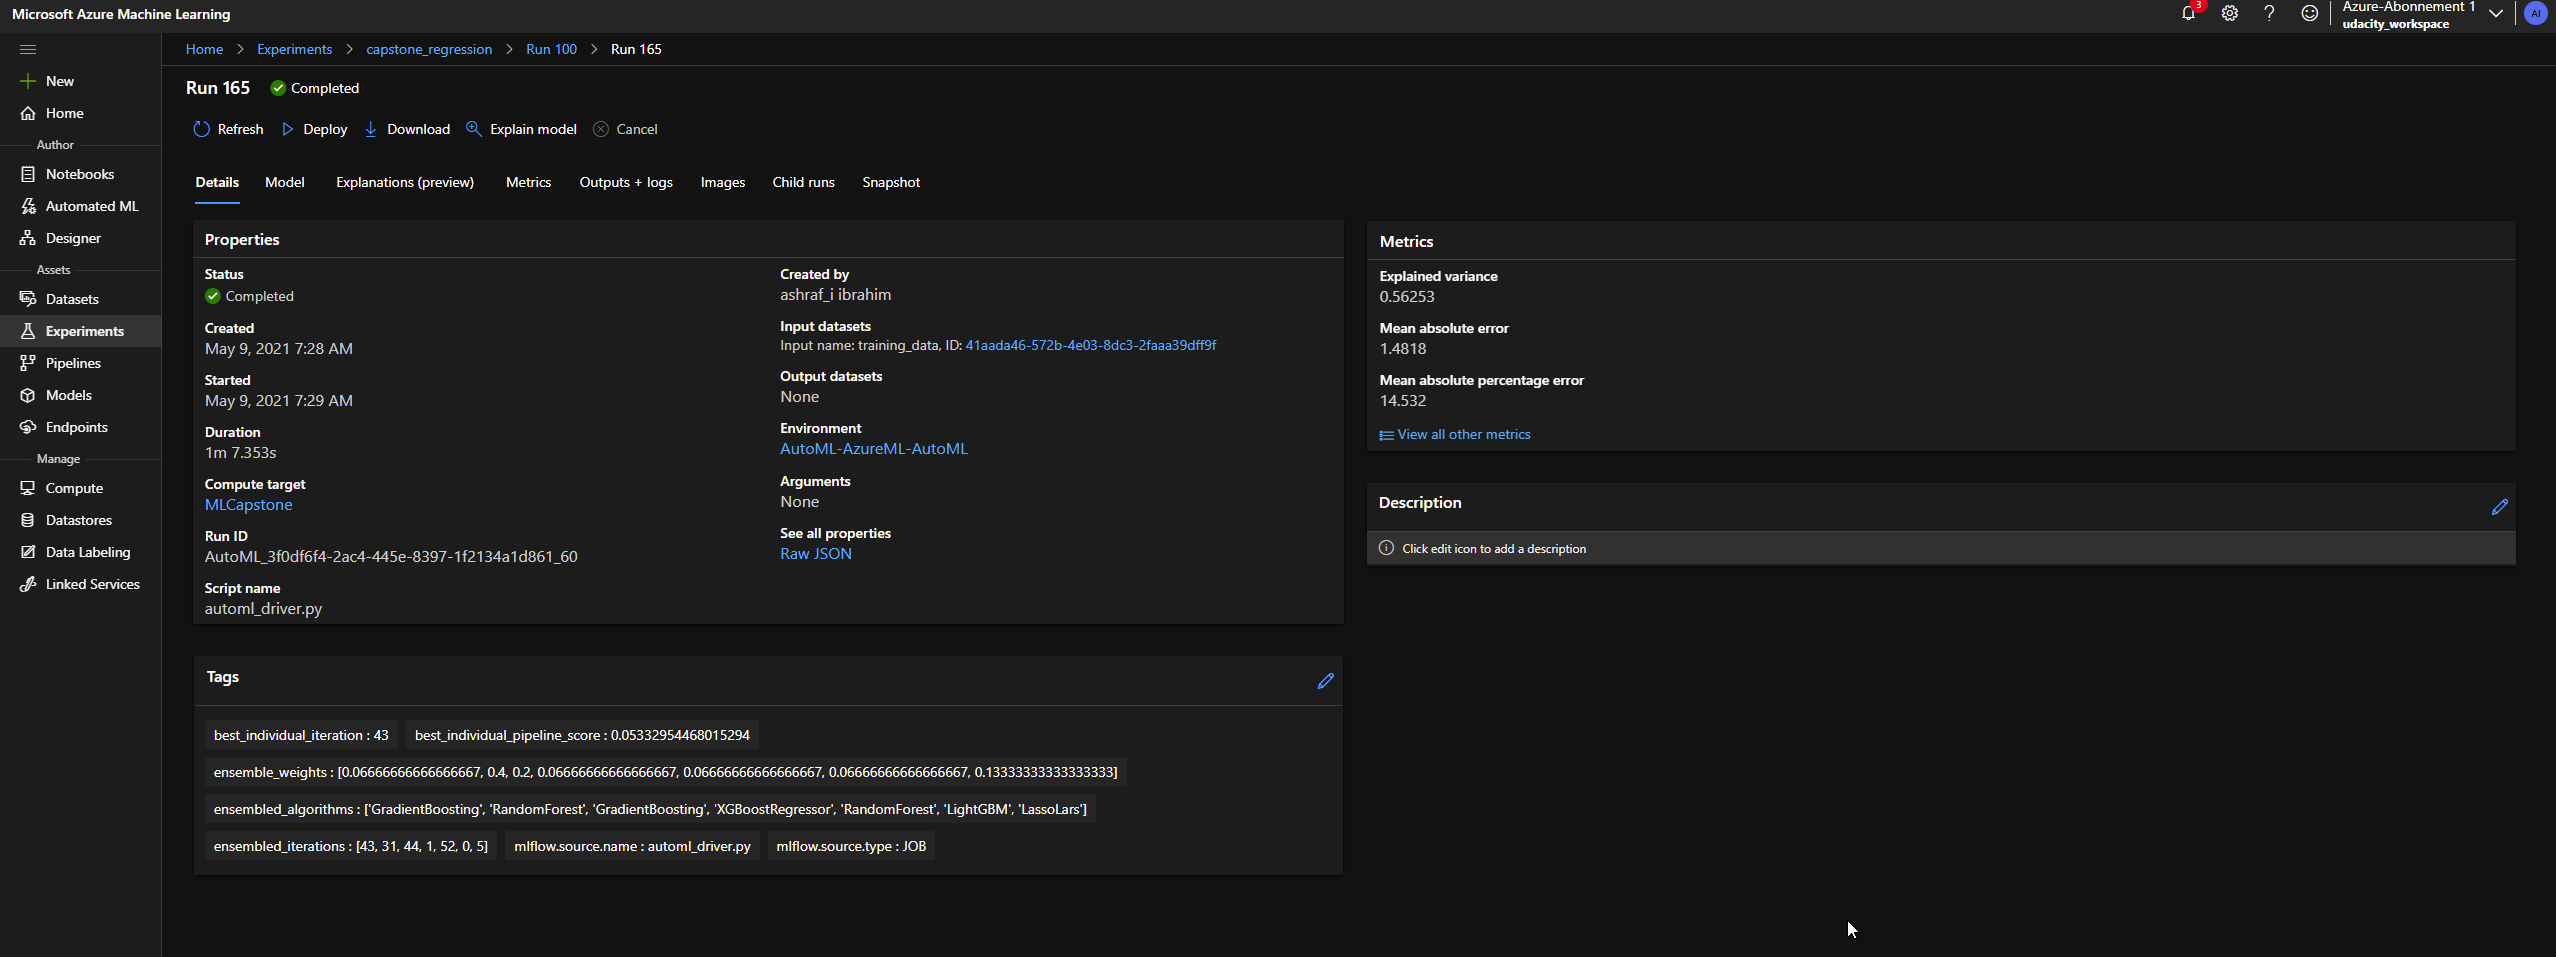 Microsoft Azure Machine Learning
3
Azure-Abonnement 1
udacity_workspace
AI
Home > Experiments > capstone_regression > Run 100 > Run 165
New
Home
Author
Notebooks
Automated ML
Designer
Assets
Datasets
Experiments
Pipelines
Models
Endpoints
Manage
Compute
Datastores
Data Labeling
Linked Services
Run 165 Completed
Refresh Deploy Download Explain model Cancel
Details Model Explanations (preview) Metrics Outputs + logs Images Child runs Snapshot
Properties
Status
Completed
Created
May 9, 2021 7:28 AM
Started
May 9, 2021 7:29 AM
Duration
1m 7.353s
Compute target
MLCapstone
Run ID
AutoML_3f0df6f4-2ac4-445e-8397-1f2134a1d861_60
Script name
automl_driver.py
Created by
ashraf_i ibrahim
Input datasets
Input name: training_data, ID: 41aada46-572b-4e03-8dc3-2faaa39dff9f
Output datasets
None
Environment
AutoML-AzureML-AutoML
Arguments
None
See all properties
Raw JSON
Tags
best_individual_iteration : 43 best_individual_pipeline_score : 0.05332954468015294
ensemble_weights : [0.06666666666666667, 0.4, 0.2, 0.06666666666666667, 0.06666666666666667, 0.06666666666666667, 0.13333333333333333]
ensembled_algorithms : ['GradientBoosting', 'RandomForest', 'GradientBoosting', 'XGBoostRegressor', 'RandomForest', 'LightGBM', 'LassoLars']
ensembled_iterations : [43, 31, 44, 1, 52, 0, 5] mlflow.source.name : automl_driver.py mlflow.source.type : JOB
Metrics
Explained variance
0.56253
Mean absolute error
1.4818
Mean absolute percentage error
14.532
View all other metrics
Description
Click edit icon to add a description